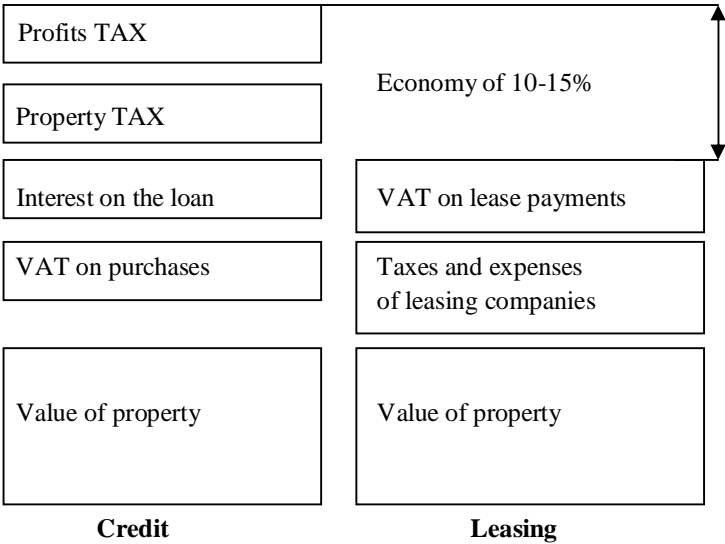 Profits TAX
Economy of 10-15%
Property TAX
Interest on the loan
VAT on lease payments
VAT on purchases
Taxes and expenses
of leasing companies
Value of property
Value of property
Credit
Leasing